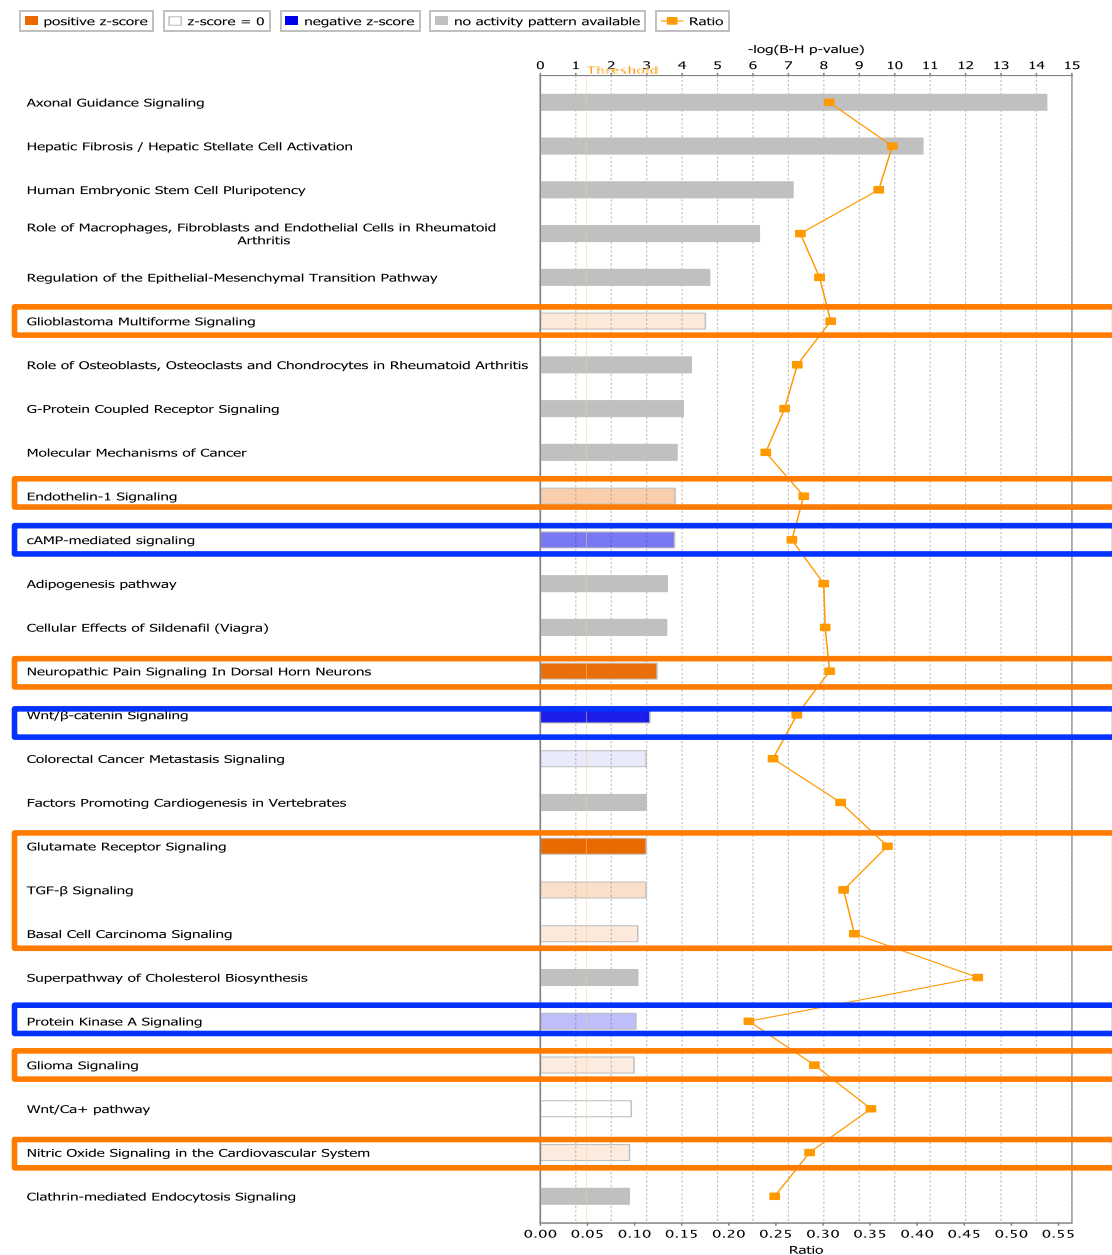 positive z-score
z-score = 0
negative z-score
no activity pattern available
Ratio
-log(B-H p-value)
0 1 2 3 4 5 6 7 8 9 10 11 12 13 14 15
Threshold
Axonal Guidance Signaling
Hepatic Fibrosis / Hepatic Stellate Cell Activation
Human Embryonic Stem Cell Pluripotency
Role of Macrophages, Fibroblasts and Endothelial Cells in Rheumatoid
Arthritis
Regulation of the Epithelial-Mesenchymal Transition Pathway
Glioblastoma Multiforme Signaling
Role of Osteoblasts, Osteoclasts and Chondrocytes in Rheumatoid Arthritis
G-Protein Coupled Receptor Signaling
Molecular Mechanisms of Cancer
Endothelin-1 Signaling
cAMP-mediated signaling
Adipogenesis pathway
Cellular Effects of Sildenafil (Viagra)
Neuropathic Pain Signaling In Dorsal Horn Neurons
Wnt/β-catenin Signaling
Colorectal Cancer Metastasis Signaling
Factors Promoting Cardiogenesis in Vertebrates
Glutamate Receptor Signaling
TGF-β Signaling
Basal Cell Carcinoma Signaling
Superpathway of Cholesterol Biosynthesis
Protein Kinase A Signaling
Glioma Signaling
Wnt/Ca+ pathway
Nitric Oxide Signaling in the Cardiovascular System
Clathrin-mediated Endocytosis Signaling
0.00 0.05 0.10 0.15 0.20 0.25 0.30 0.35 0.40 0.45 0.50 0.55
Ratio